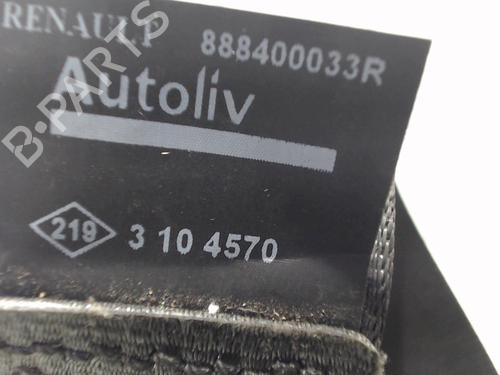 RENAULT 888400033R
Autoliv
219 3 10 4570
B-PARTS